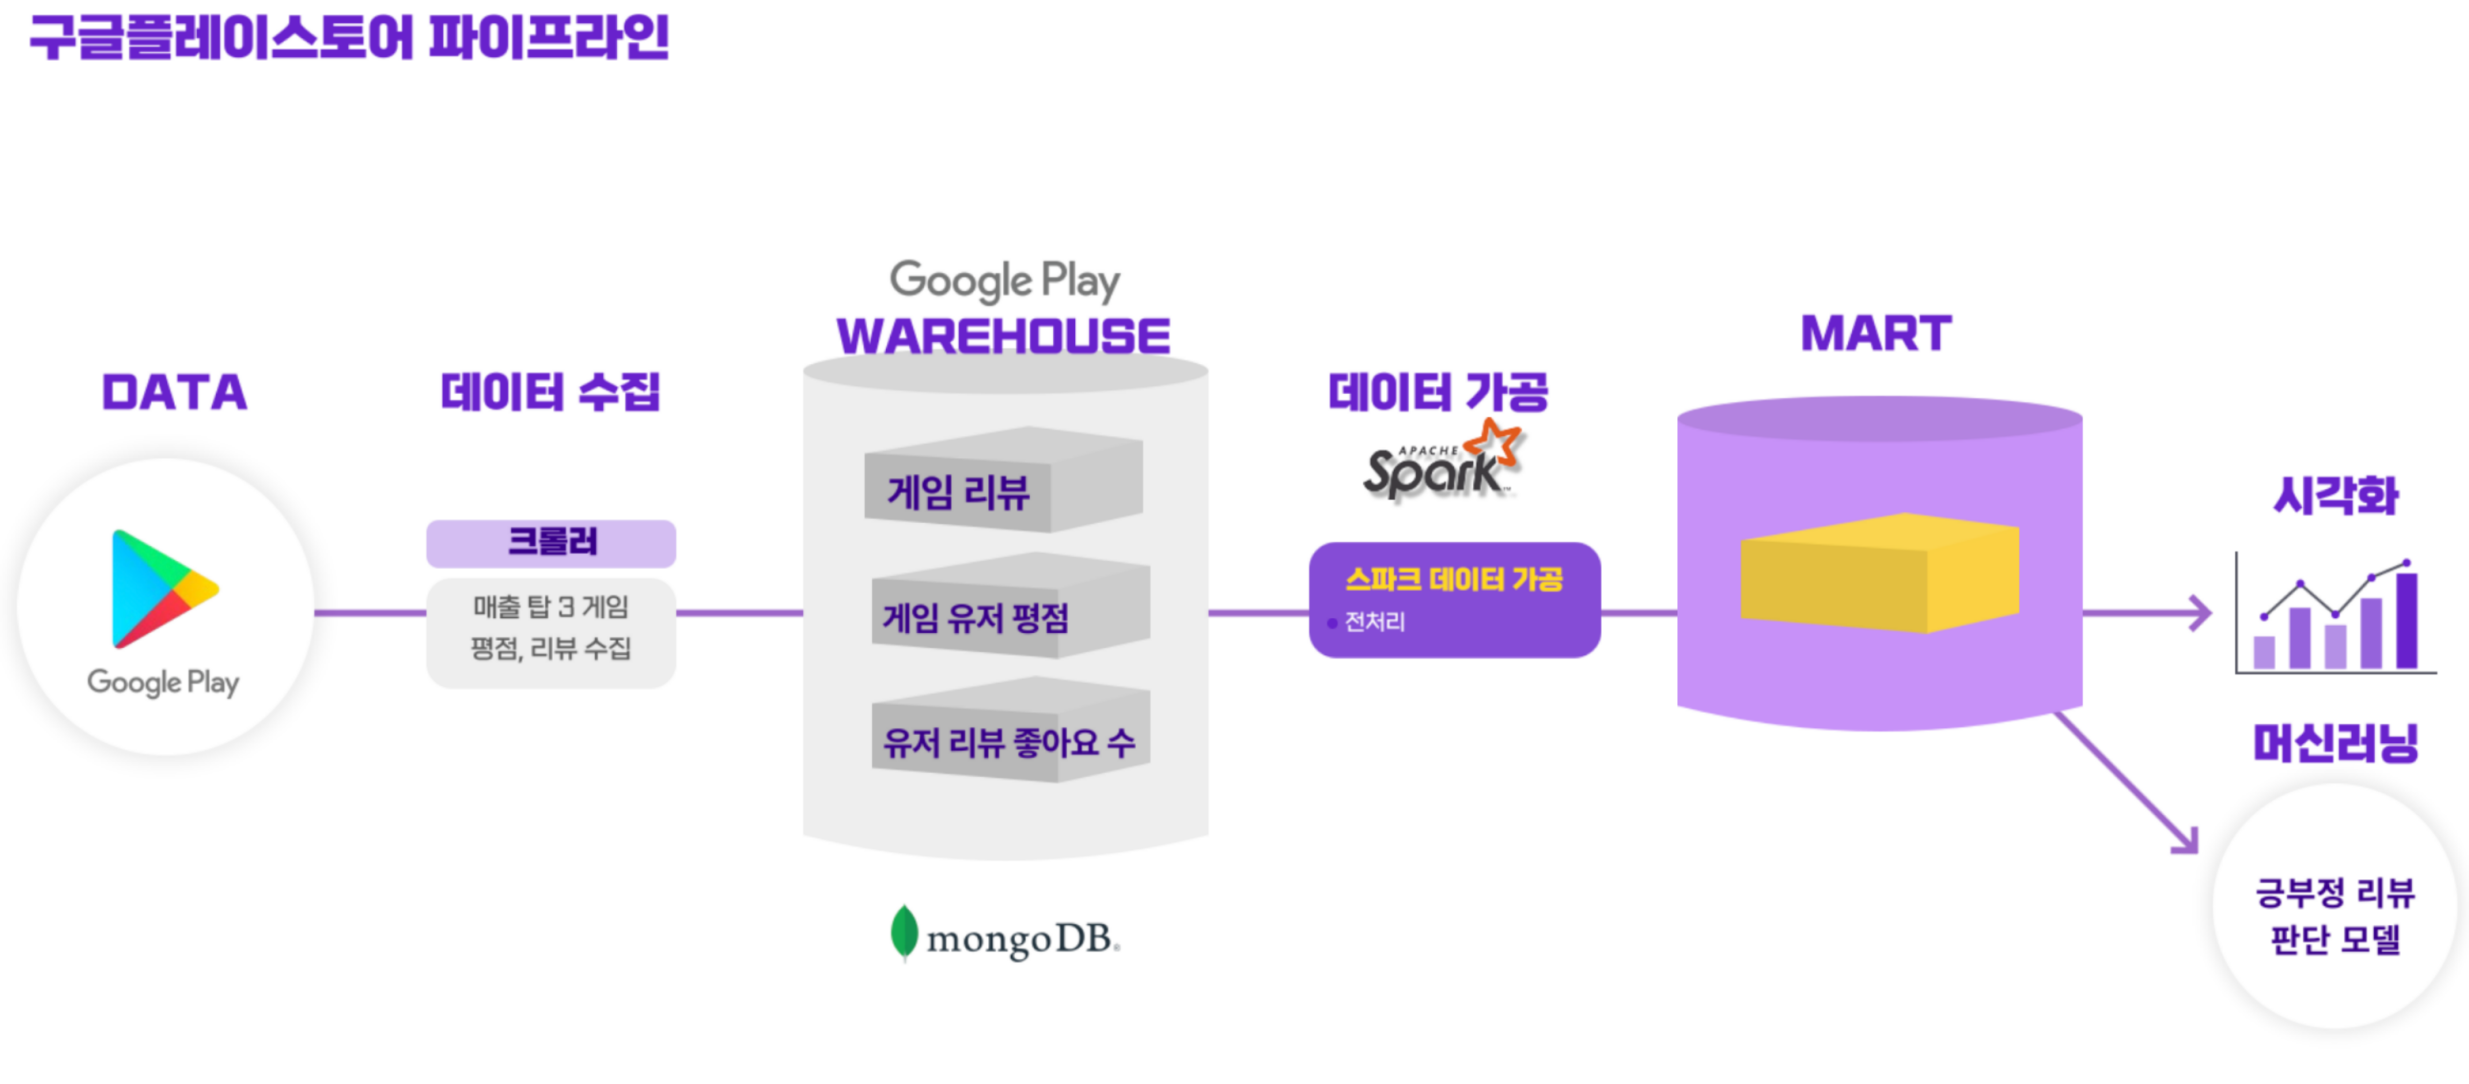 구글플레이스토어 파이프라인
DATA
Google Play
데이터 수집
크롤러
매출 탑 3 게임
평점, 리뷰 수집
Google Play
WAREHOUSE
게임 리뷰
게임 유저 평점
유저 리뷰 좋아요 수
mongoDB®
데이터 가공
APACHE
Spark™
스파크 데이터 가공
• 전처리
MART
시각화
머신러닝
긍부정 리뷰
판단 모델